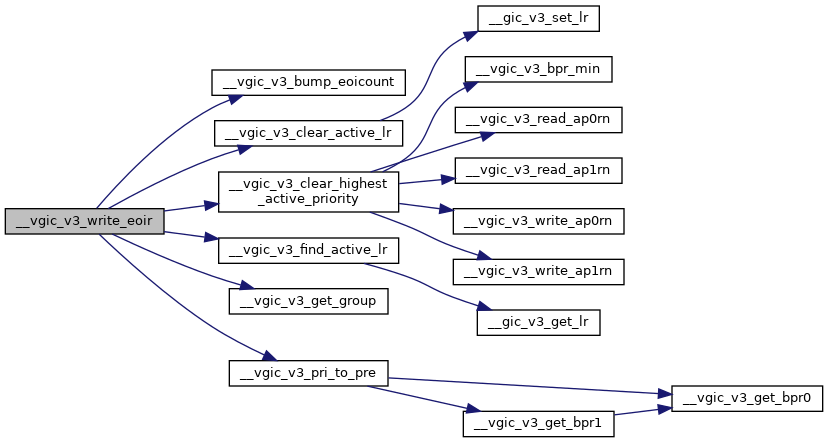 __gic_v3_set_lr
__vgic_v3_bpr_min
__vgic_v3_bump_eoicount
__vgic_v3_read_ap0rn
__vgic_v3_clear_active_lr
__vgic_v3_read_ap1rn
__vgic_v3_clear_highest
_active_priority
__vgic_v3_write_eoir
__vgic_v3_write_ap0rn
__vgic_v3_find_active_lr
__vgic_v3_write_ap1rn
__vgic_v3_get_group
__gic_v3_get_lr
__vgic_v3_pri_to_pre
__vgic_v3_get_bpr0
__vgic_v3_get_bpr1